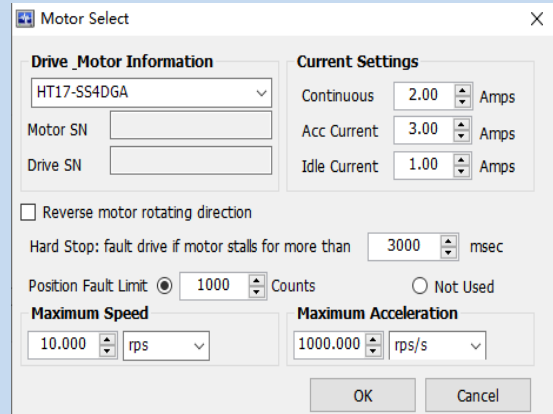 Motor Select
Drive _Motor Information
HT17-SS4DGA
Motor SN
Drive SN
Current Settings
Continuous 2.00 Amps
Acc Current 3.00 Amps
Idle Current 1.00 Amps
Reverse motor rotating direction
Hard Stop: fault drive if motor stalls for more than 3000 msec
Position Fault Limit 1000 Counts Not Used
Maximum Speed
10.000 rps
Maximum Acceleration
1000.000 rps/s
OK Cancel